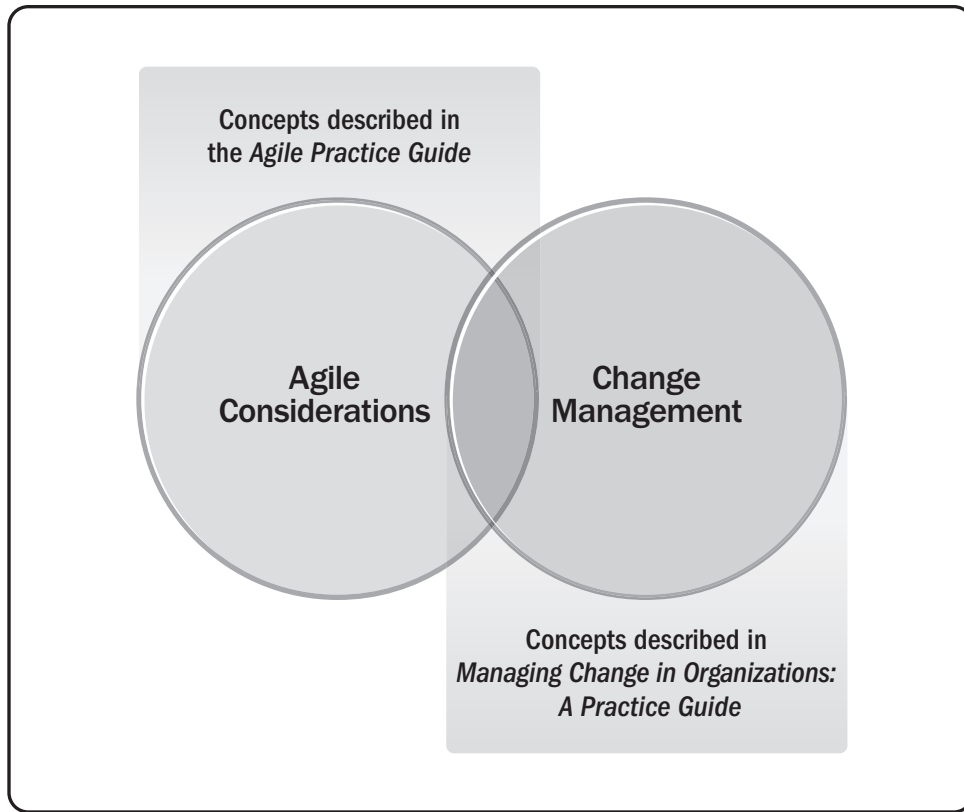 Concepts described in
the Agile Practice Guide
Agile
Considerations
Change
Management
Concepts described in
Managing Change in Organizations:
A Practice Guide